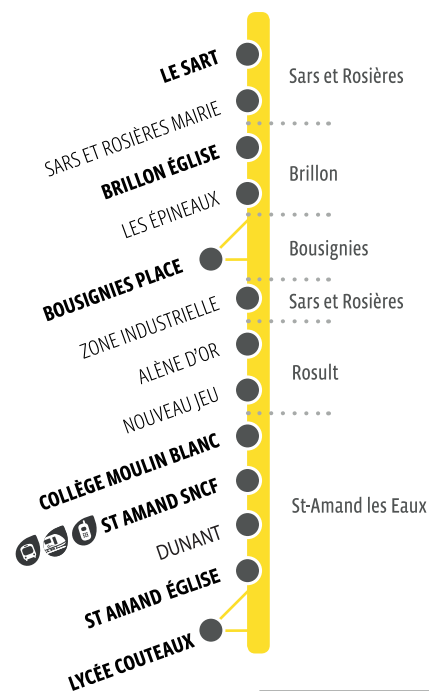 LE SART
Sars et Rosières
SARS ET ROSIÈRES MAIRIE
BRILLON ÉGLISE
Brillon
LES ÉPINEAUX
Bousignies
BOUSIGNIES PLACE
Sars et Rosières
ZONE INDUSTRIELLE
ALÈNE D'OR
Rosult
NOUVEAU JEU
COLLÈGE MOULIN BLANC
ST AMAND SNCF
St-Amand les Eaux
DUNANT
ST AMAND ÉGLISE
LYCÉE COUTEAUX